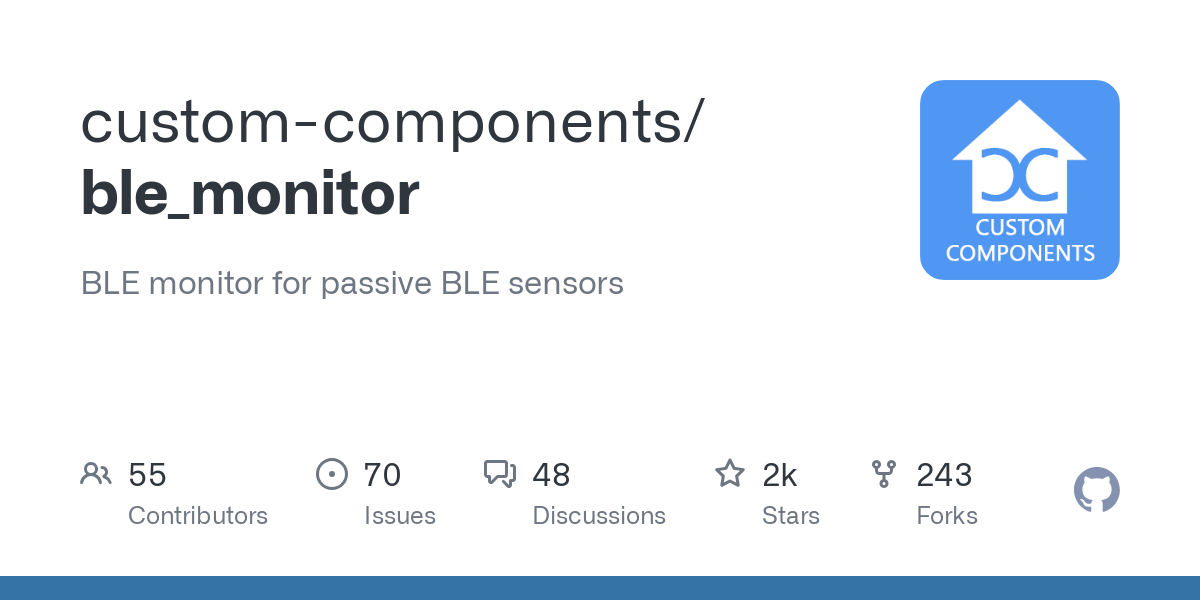 custom-components/
ble_monitor
BLE monitor for passive BLE sensors
CUSTOM
COMPONENTS
55
Contributors
70
Issues
48
Discussions
2k
Stars
243
Forks